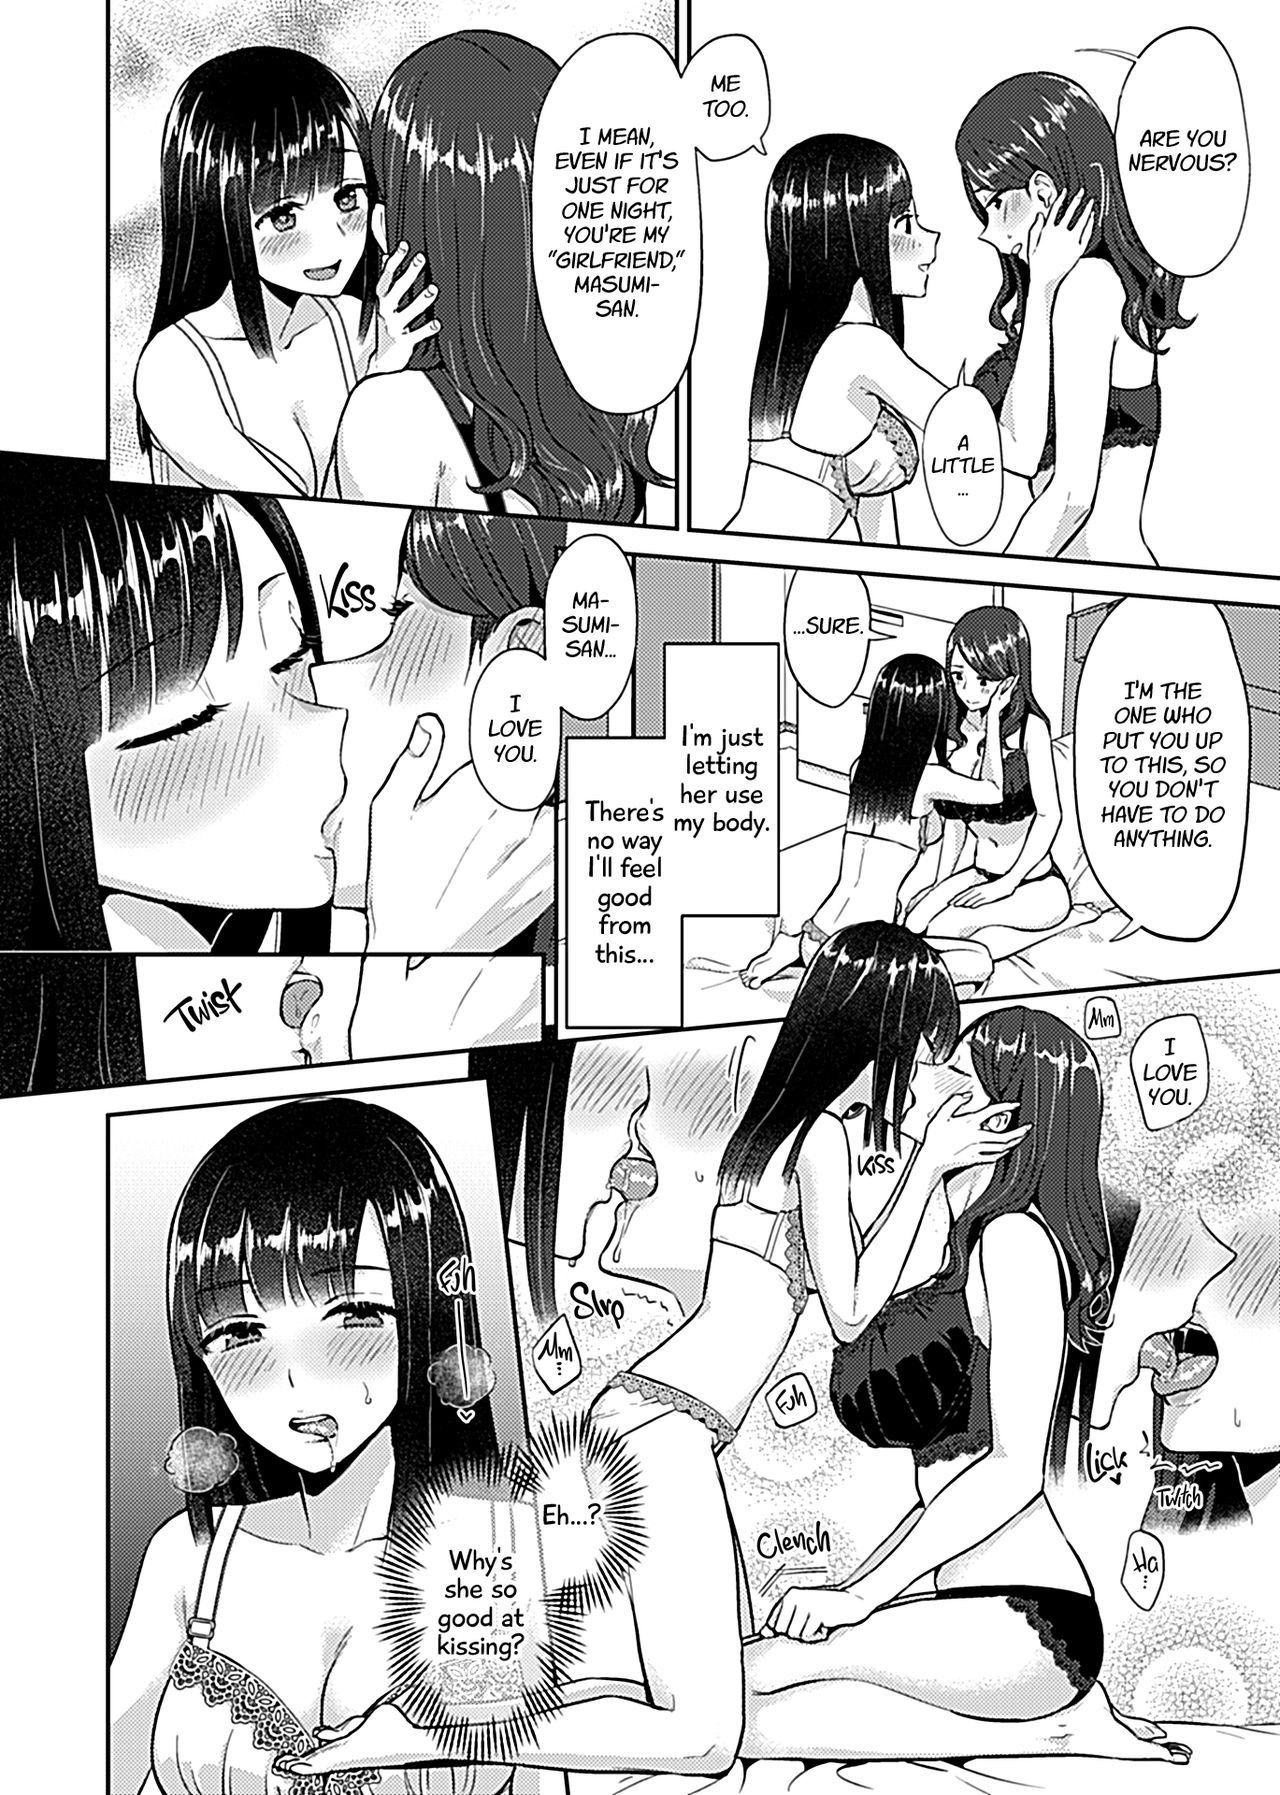 ARE YOU
NERVOUS?
A
LITTLE
...
ME
TOO.
I MEAN,
EVEN IF IT'S
JUST FOR
ONE NIGHT,
YOU'RE MY
"GIRLFRIEND,"
MASUMI-
SAN.
I'M THE
ONE WHO
PUT YOU UP
TO THIS, SO
YOU DON'T
HAVE TO DO
ANYTHING.
...SURE.
I'm just
letting
her use
my body.
There's
no way
I'll feel
good
from
this...
MA-
SUMI-
SAN...
I
LOVE
YOU.
KISS
Twist
Mm
I
LOVE
YOU.
KISS
Slrp
Mm
...
Fuh
Lick
Twitch
Ha
...
Clench
Eh...?
Why's
she so
good at
kissing?
Fuh